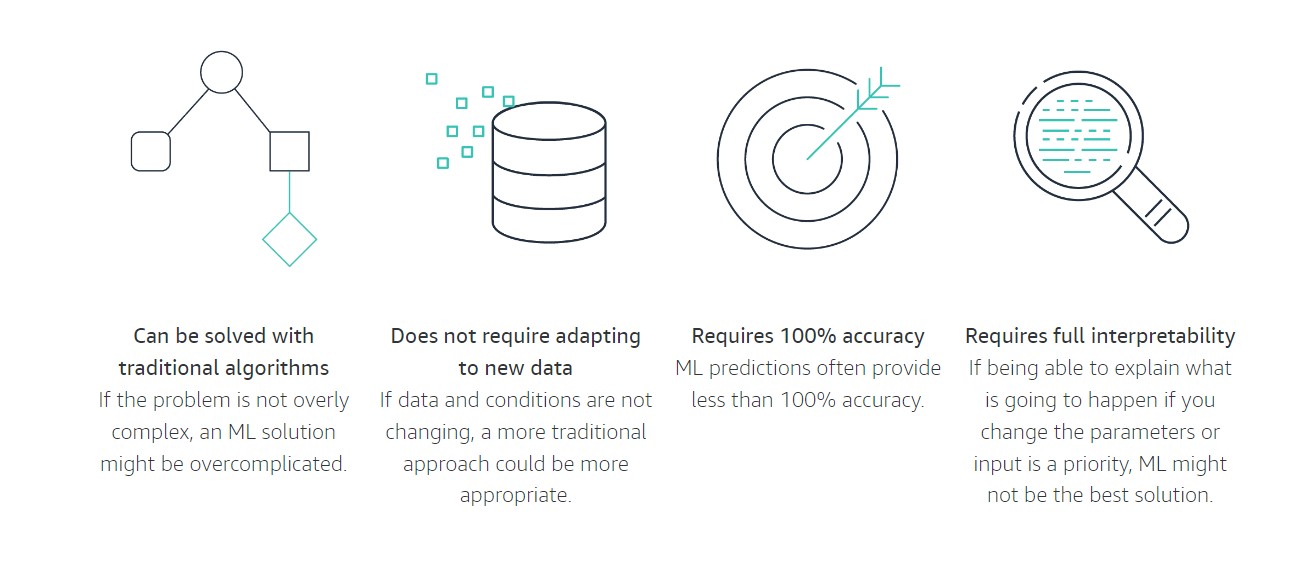 Can be solved with
traditional algorithms
If the problem is not overly
complex, an ML solution
might be overcomplicated.
Does not require adapting
to new data
If data and conditions are not
changing, a more traditional
approach could be more
appropriate.
Requires 100% accuracy
ML predictions often provide
less than 100% accuracy.
Requires full interpretability
If being able to explain what
is going to happen if you
change the parameters or
input is a priority, ML might
not be the best solution.